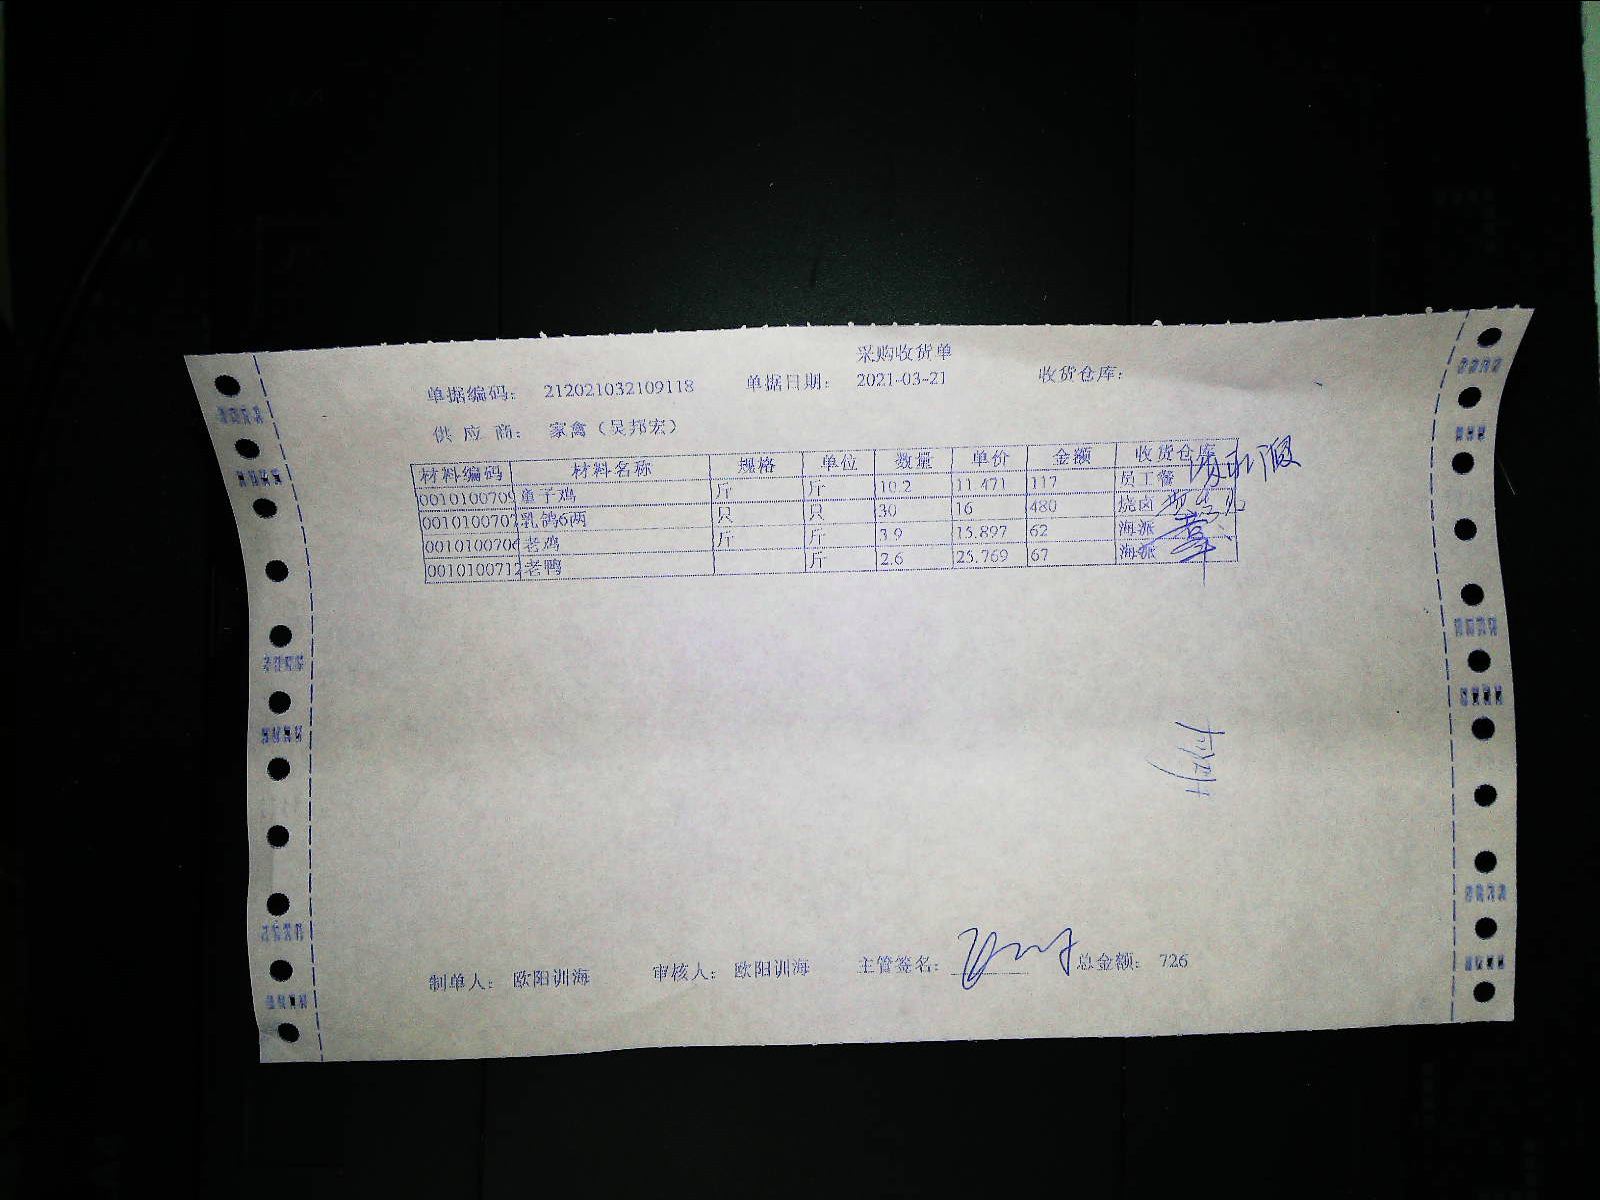 采购收货单
单据编码： 212021032109118 单据日期： 2021-03-21 收货仓库：
供 应 商： 家禽（吴邦宏）
材料编码 材料名称 规格 单位 数量 单价 金额 收货仓库
0010100709 童子鸡 斤 斤 10.2 11.471 117 员工餐
0010100707 乳鸽6两 只 只 30 16 480 烧卤
0010100706 老鸡 斤 斤 3.9 15.897 62 海派
0010100712 老鸭 斤 2.6 25.769 67 海派
制单人： 欧阳训海 审核人： 欧阳训海 主管签名： 总金额： 726